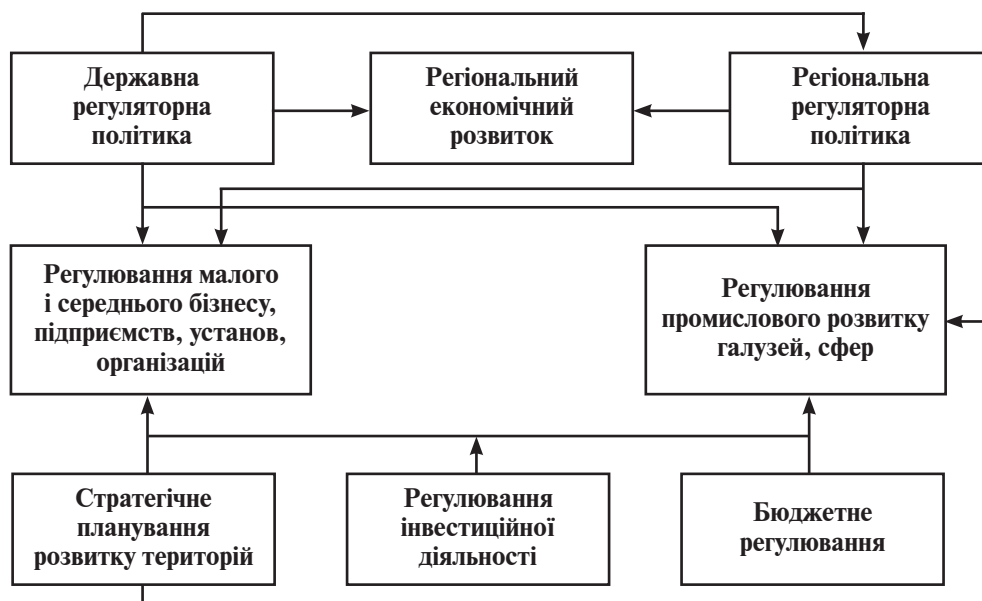 Державна
регуляторна
політика
Регіональний
економічний
розвиток
Регіональна
регуляторна
політика
Регулювання малого
і середнього бізнесу,
підприємств, установ,
організацій
Регулювання
промислового розвитку
галузей, сфер
Стратегічне
планування
розвитку територій
Регулювання
інвестиційної
діяльності
Бюджетне
регулювання